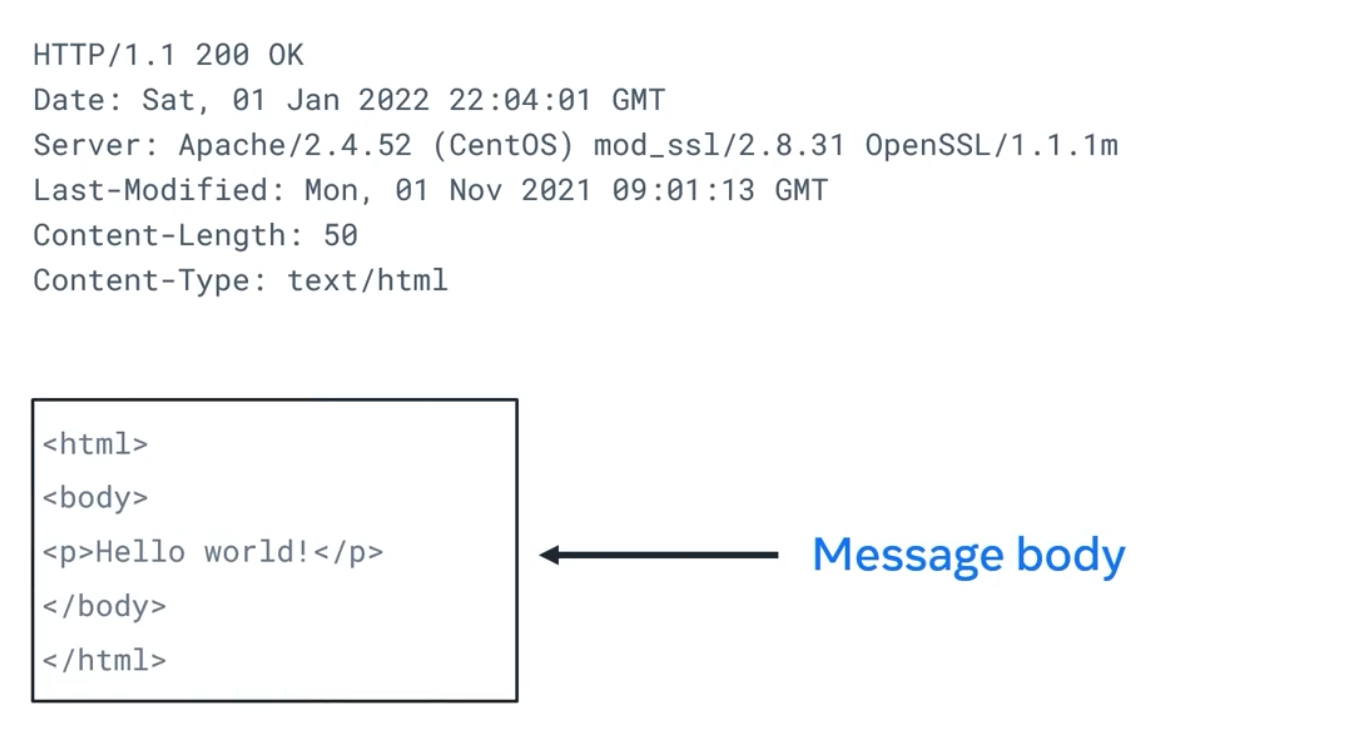 HTTP/1.1 200 OK
Date: Sat, 01 Jan 2022 22:04:01 GMT
Server: Apache/2.4.52 (CentOS) mod_ssl/2.8.31 OpenSSL/1.1.1m
Last-Modified: Mon, 01 Nov 2021 09:01:13 GMT
Content-Length: 50
Content-Type: text/html
<html>
<body>
<p>Hello world!</p>
</body>
</html>
Message body